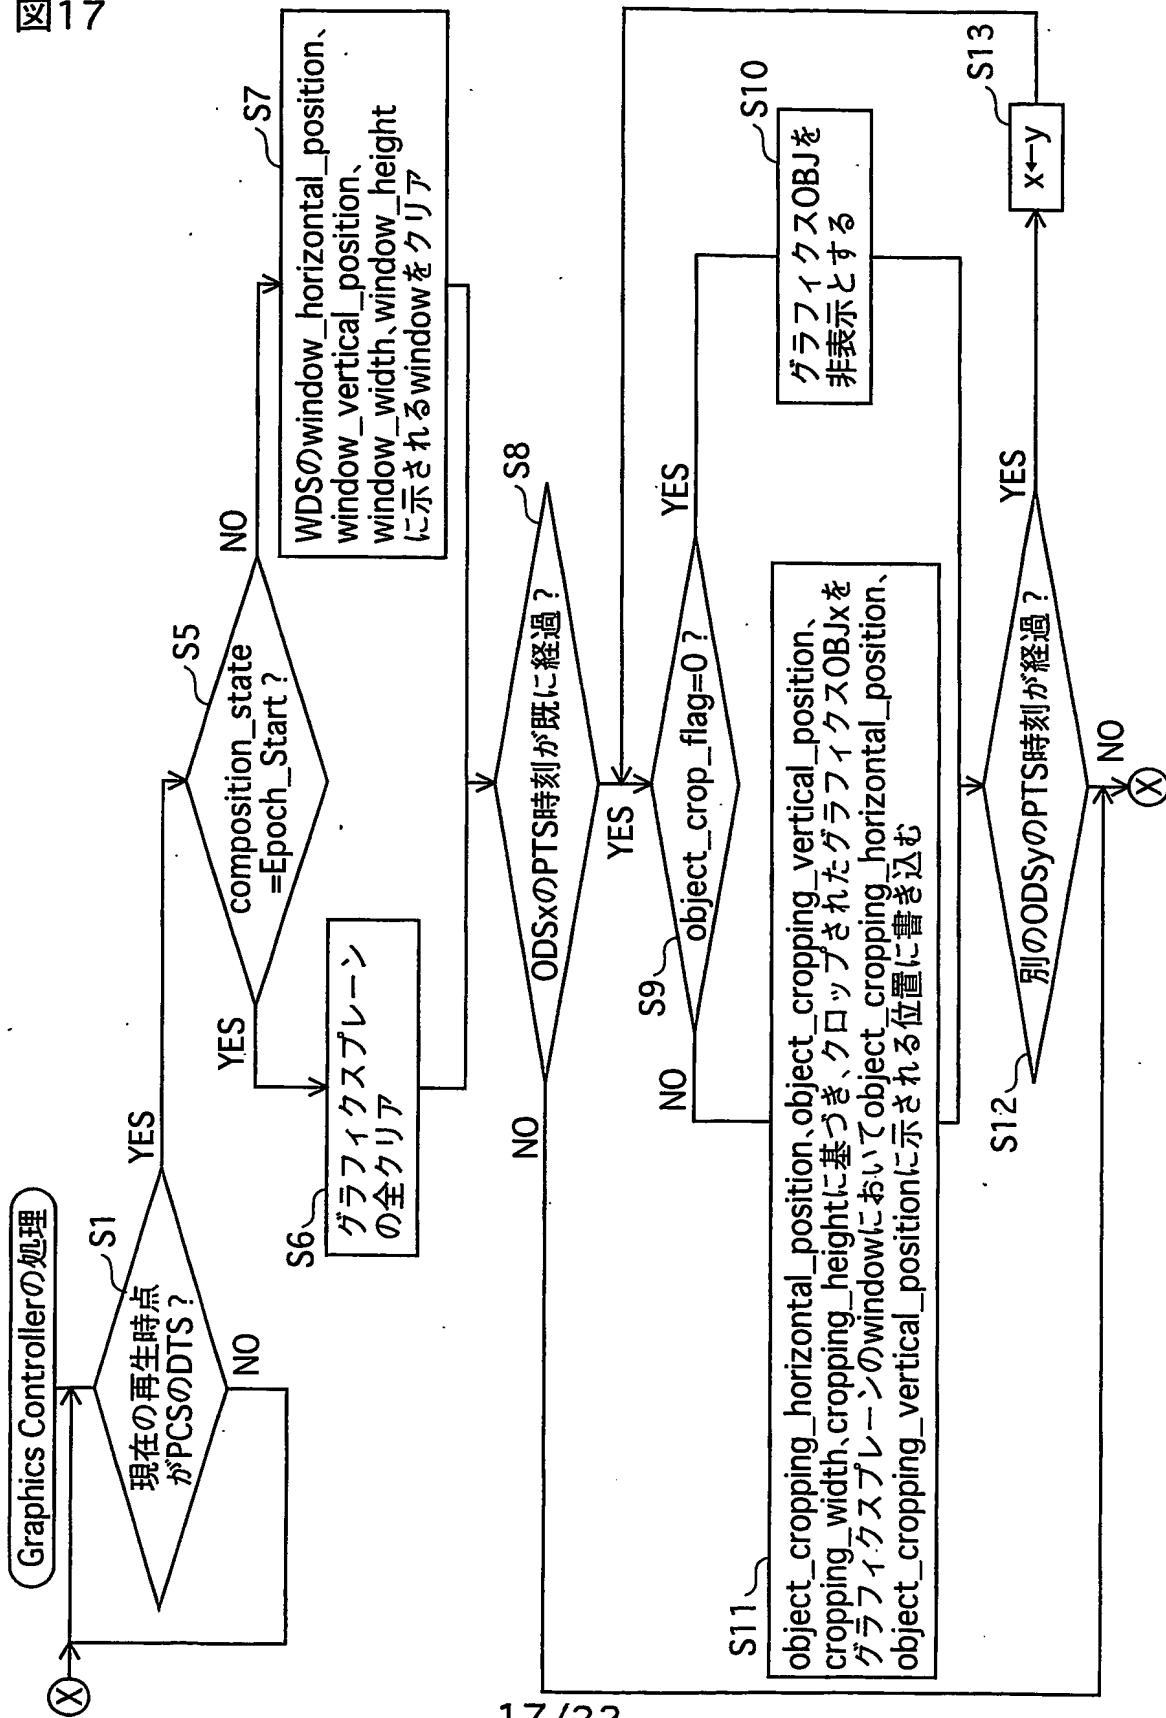 図17
Graphics Controllerの処理
X
S1
現在の再生時点
がPCSのDTS？
YES
NO
S5
composition_state
=Epoch_Start？
YES
NO
S6
グラフィクスプレーン
の全クリア
S7
WDSのwindow_horizontal_position、
window_vertical_position、
window_width、window_height
に示されるwindowをクリア
S8
ODSxのPTS時刻が既に経過？
NO
YES
S9
object_crop_flag=0？
NO
YES
S10
グラフィクスOBJを
非表示とする
S11
object_cropping_horizontal_position、object_cropping_vertical_position、
cropping_width、cropping_heightに基づき、クロップされたグラフィクスOBJxを
グラフィクスプレーンのwindowにおいてobject_cropping_horizontal_position、
object_cropping_vertical_positionに示される位置に書き込む
S12
別のODSyのPTS時刻が経過？
YES
NO
S13
x←y
X
17/22